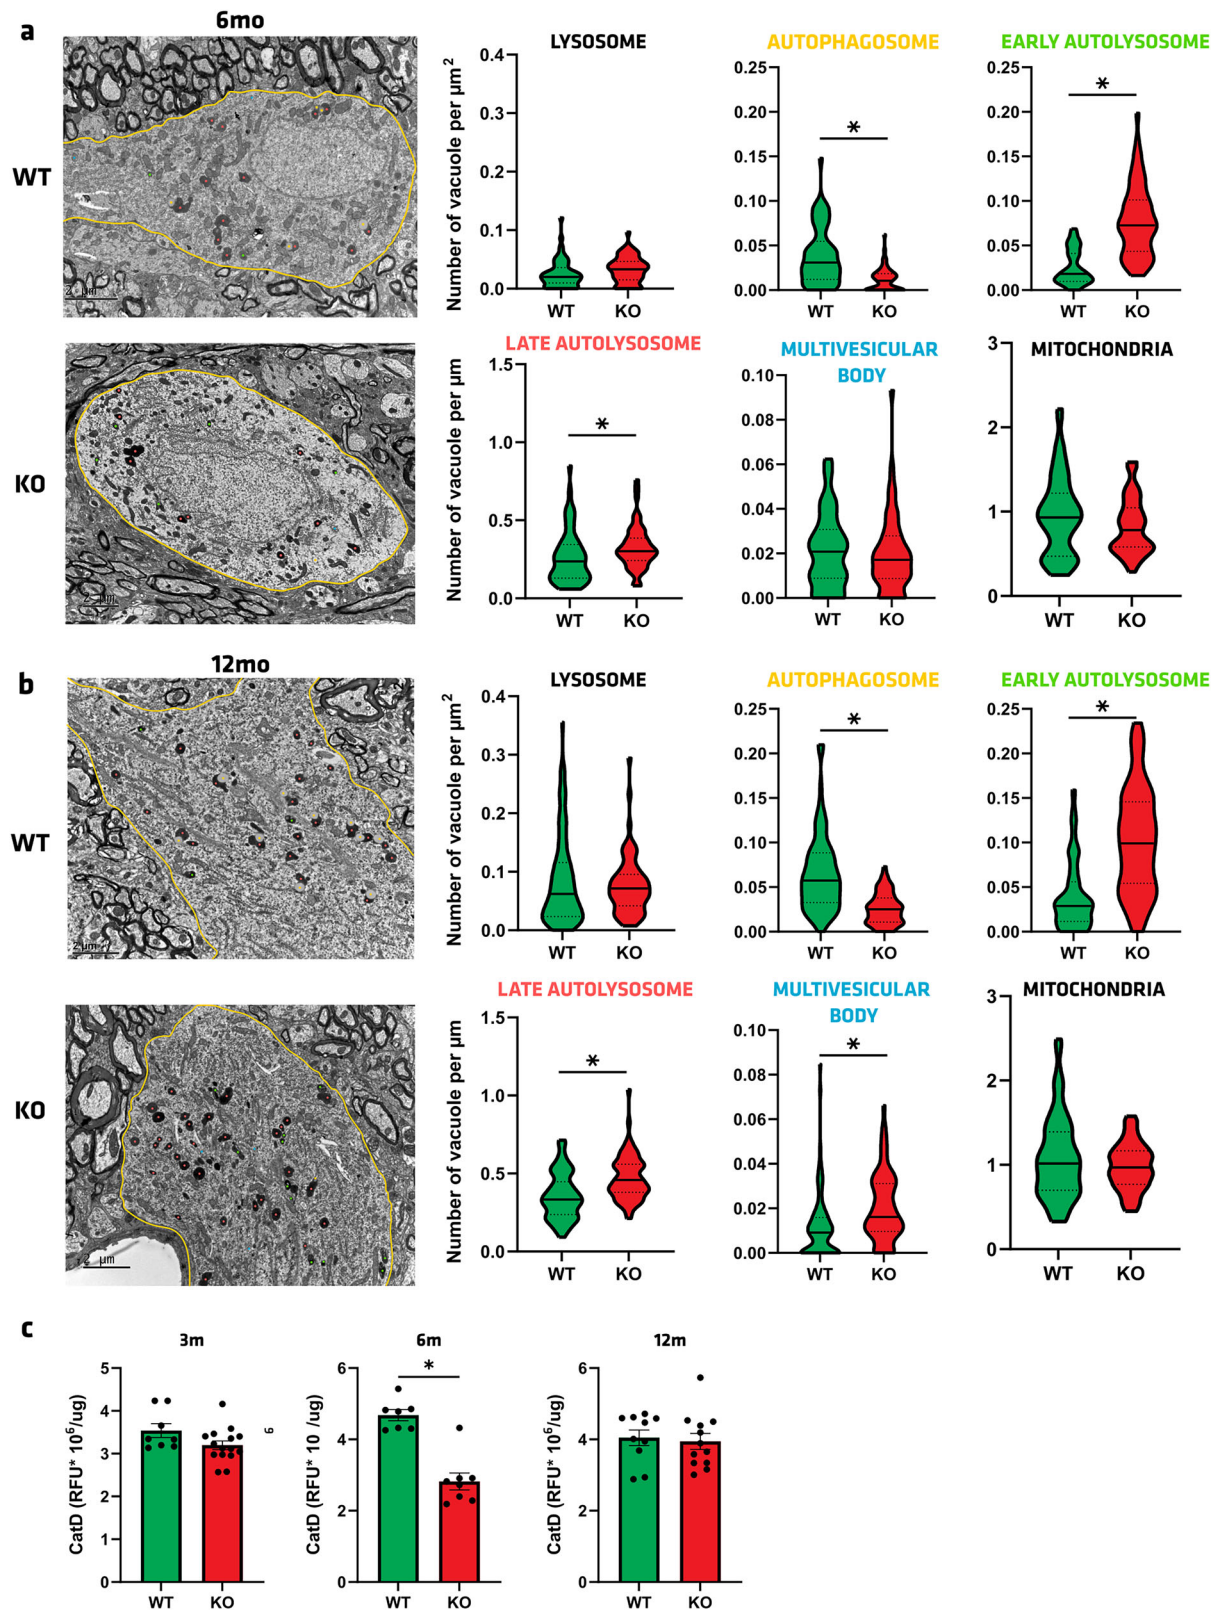 a
6mo
WT
2 µm
KO
2 µm
LYSOSOME
Number of vacuole per µm²
0.4
0.3
0.2
0.1
0.0
WT KO
AUTOPHAGOSOME
0.25
0.20
0.15
0.10
0.05
0.00
*
WT KO
EARLY AUTOLYSOSOME
0.25
0.20
0.15
0.10
0.05
0.00
*
WT KO
LATE AUTOLYSOSOME
Number of vacuole per µm
1.5
1.0
0.5
0.0
*
WT KO
MULTIVESICULAR
BODY
0.10
0.08
0.06
0.04
0.02
0.00
WT KO
MITOCHONDRIA
3
2
1
0
WT KO
b
12mo
WT
2 µm
KO
2 µm
LYSOSOME
Number of vacuole per µm²
0.4
0.3
0.2
0.1
0.0
WT KO
AUTOPHAGOSOME
0.25
0.20
0.15
0.10
0.05
0.00
*
WT KO
EARLY AUTOLYSOSOME
0.25
0.20
0.15
0.10
0.05
0.00
*
WT KO
LATE AUTOLYSOSOME
Number of vacuole per µm
1.5
1.0
0.5
0.0
*
WT KO
MULTIVESICULAR
BODY
0.10
0.08
0.06
0.04
0.02
0.00
*
WT KO
MITOCHONDRIA
3
2
1
0
WT KO
c
3m
CatD (RFU* 10⁶/ug)
5
4
3
2
1
0
WT KO
6m
6
CatD (RFU* 10 /ug)
6
4
2
0
*
WT KO
12m
CatD (RFU* 10⁶/ug)
6
4
2
0
WT KO